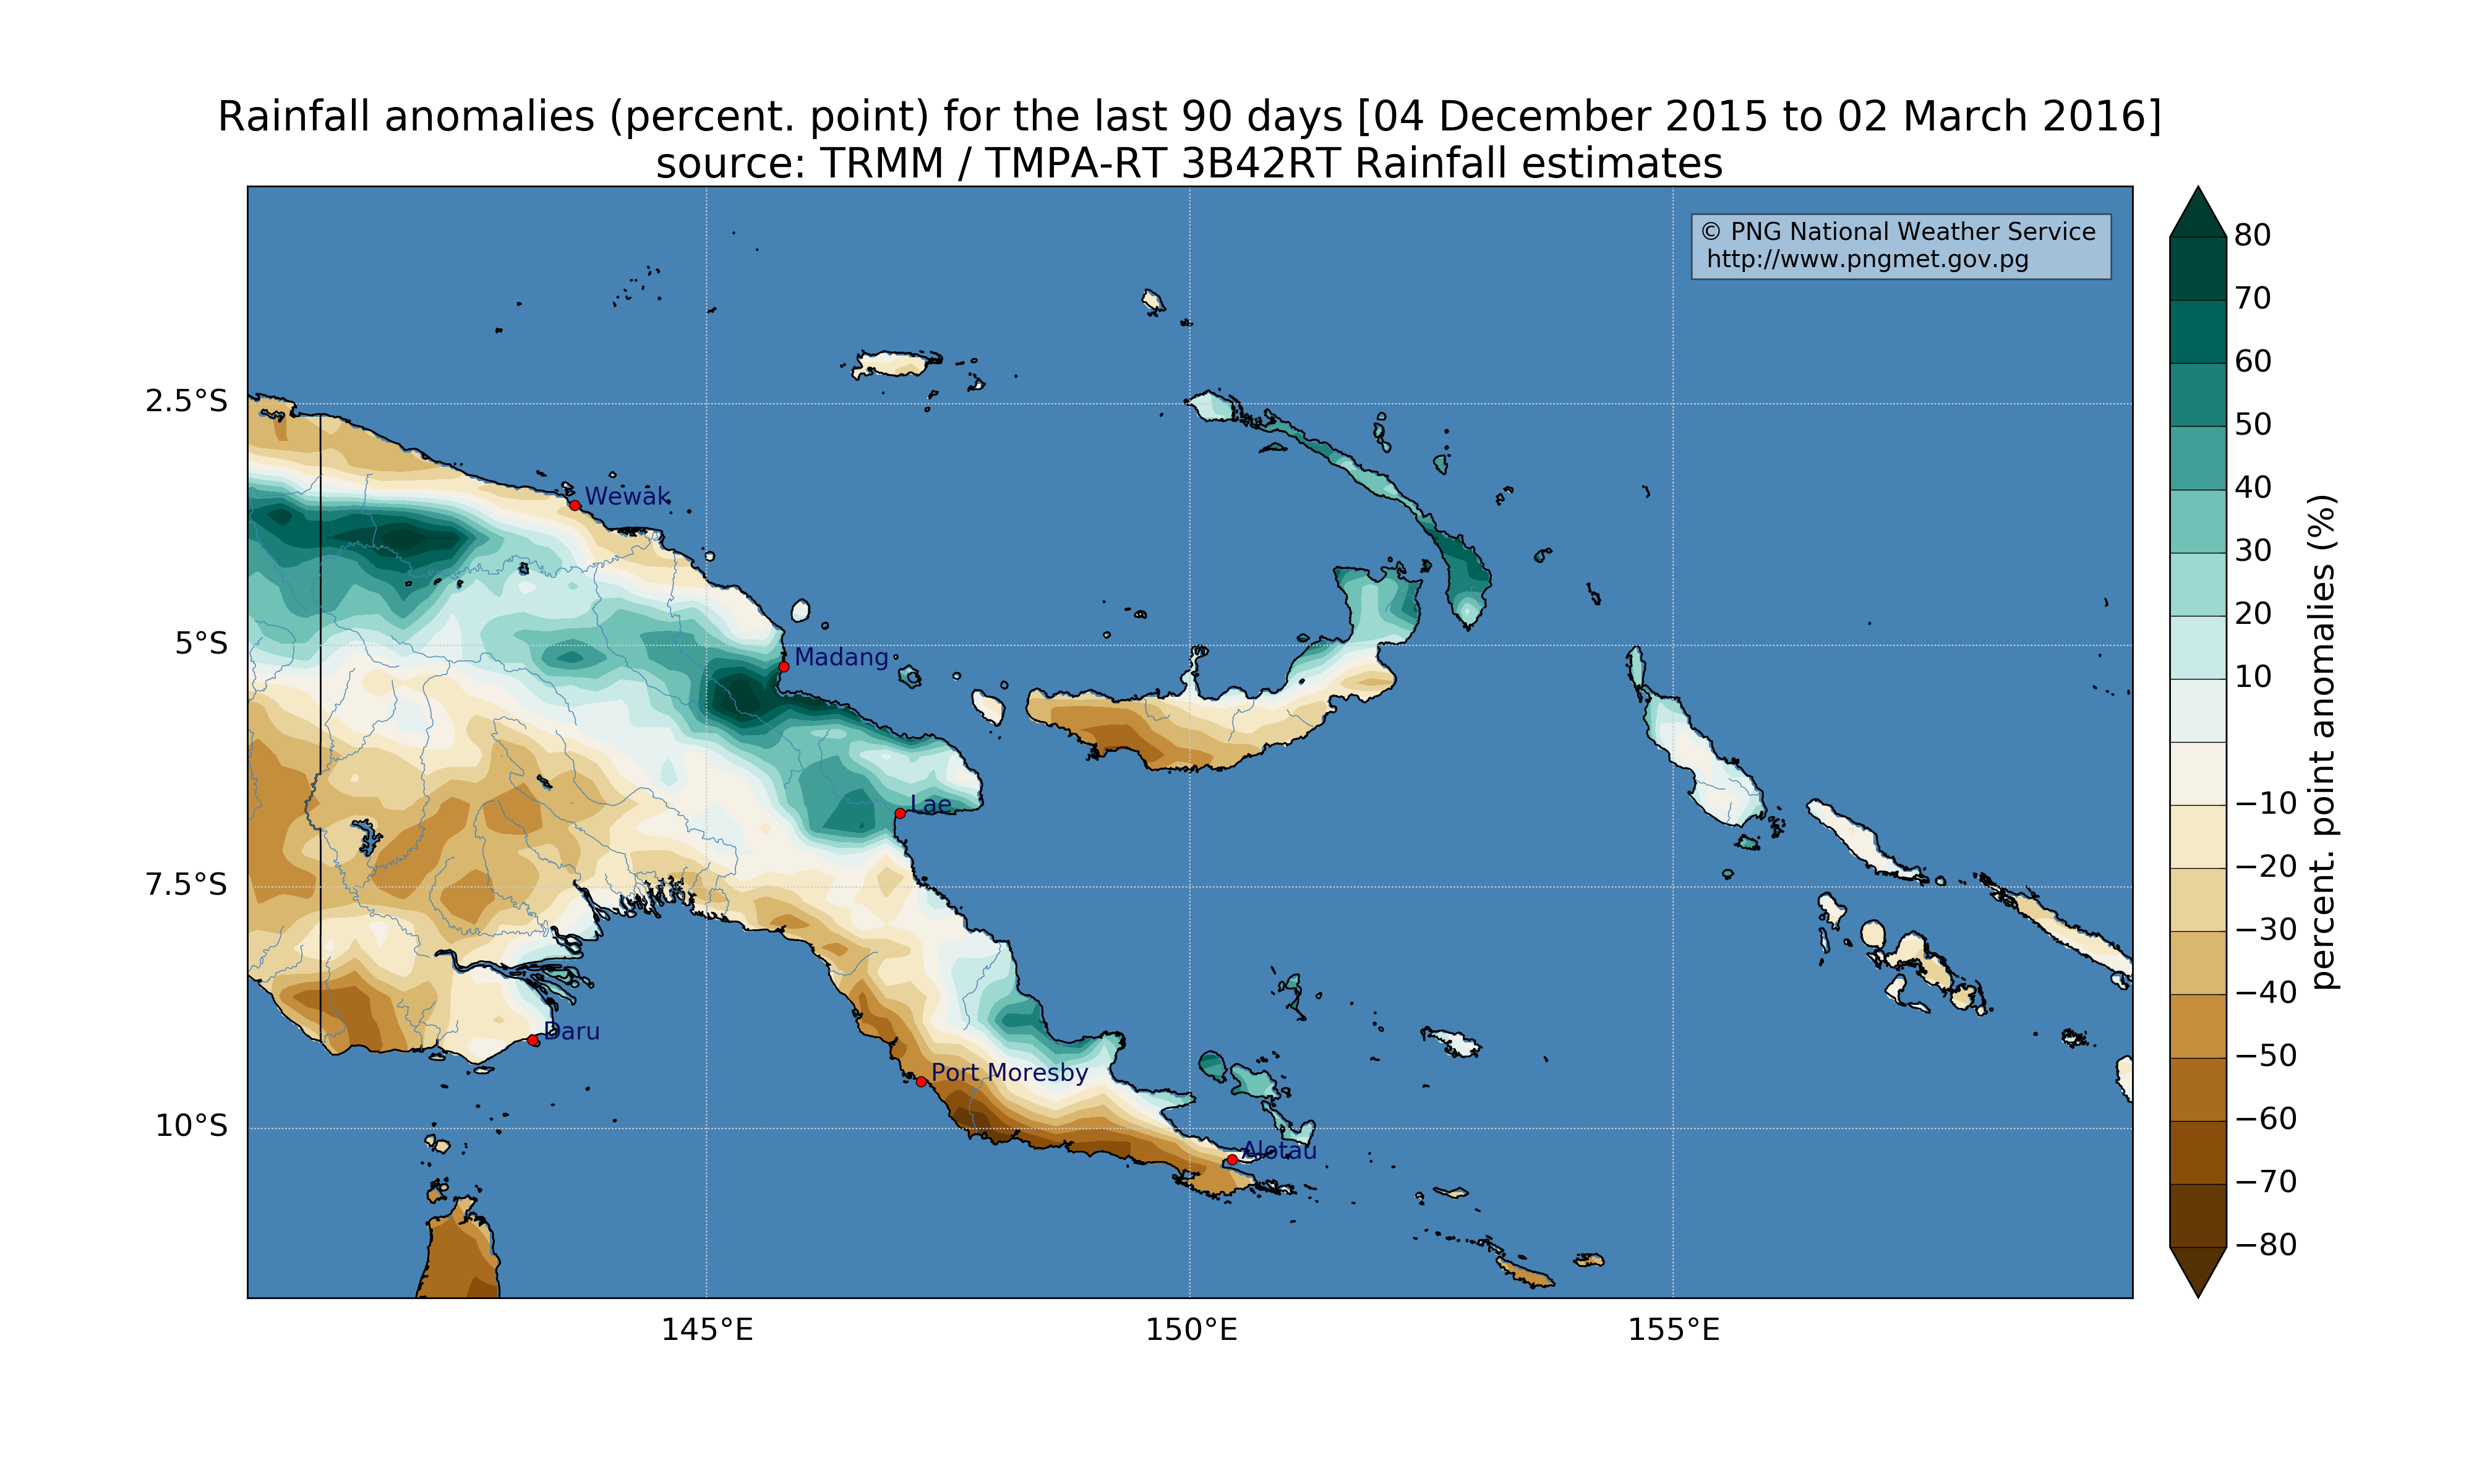 Rainfall anomalies (percent. point) for the last 90 days [04 December 2015 to 02 March 2016]
source: TRMM / TMPA-RT 3B42RT Rainfall estimates
© PNG National Weather Service
http://www.pngmet.gov.pg
2.5°S
5°S
7.5°S
10°S
Wewak
Madang
Lae
Daru
Port Moresby
Alotau
145°E
150°E
155°E
80
70
60
50
40
30
20
10
−10
−20
−30
−40
−50
−60
−70
−80
percent. point anomalies (%)